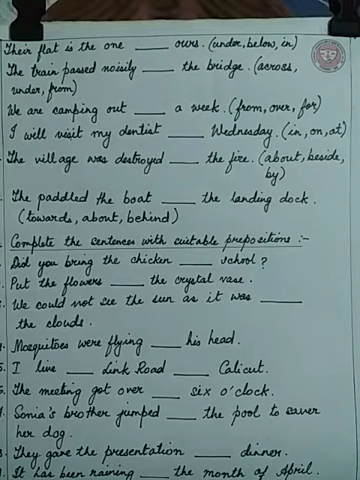 Their flat is the one ____ ours. (under, below, in)
The train passed noisily ____ the bridge. (across,
under, from)
We are camping out ____ a week. (from, over, for)
I will visit my dentist ____ Wednesday. (in, on, at)
The village was destroyed ____ the fire. (about, beside,
by)
The paddled the boat ____ the landing dock.
(towards, about, behind)
Complete the sentences with suitable prepositions :-
Did you bring the chicken ____ school?
Put the flowers ____ the crystal vase.
We could not see the sun as it was ____
the clouds.
Mosquitoes were flying ____ his head.
I live ____ Link Road ____ Calicut.
The meeting got over ____ six o'clock.
Sonia's brother jumped ____ the pool to saver
her dog.
They gave the presentation ____ dinner.
It has been raining ____ the month of April.